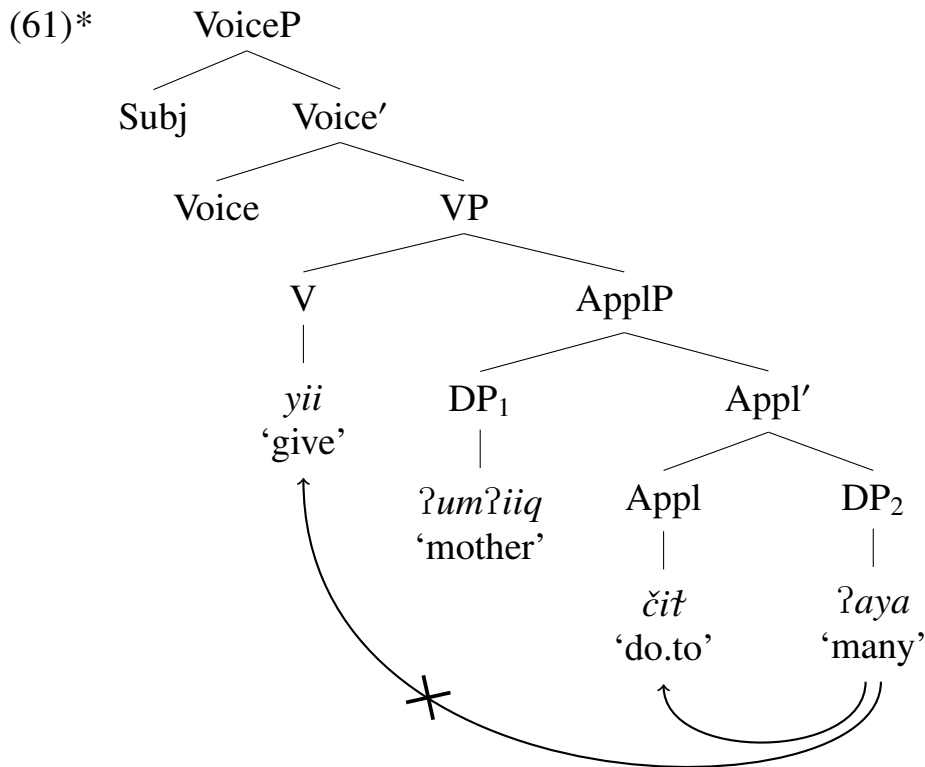 (61)* VoiceP
Subj Voice′
Voice VP
V ApplP
yii DP₁ Appl′
‘give’
ʔumʔiiq Appl DP₂
‘mother’
čiɬ ʔaya
‘do.to’ ‘many’